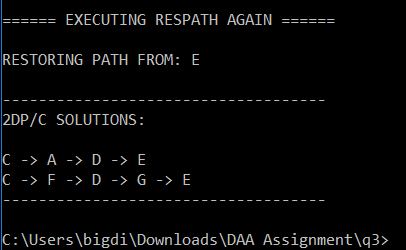 ====== EXECUTING RESPATH AGAIN ======
RESTORING PATH FROM: E
-----------------------------------
2DP/C SOLUTIONS:
C -> A -> D -> E
C -> F -> D -> G -> E
-----------------------------------
C:\Users\bigdi\Downloads\DAA Assignment\q3>